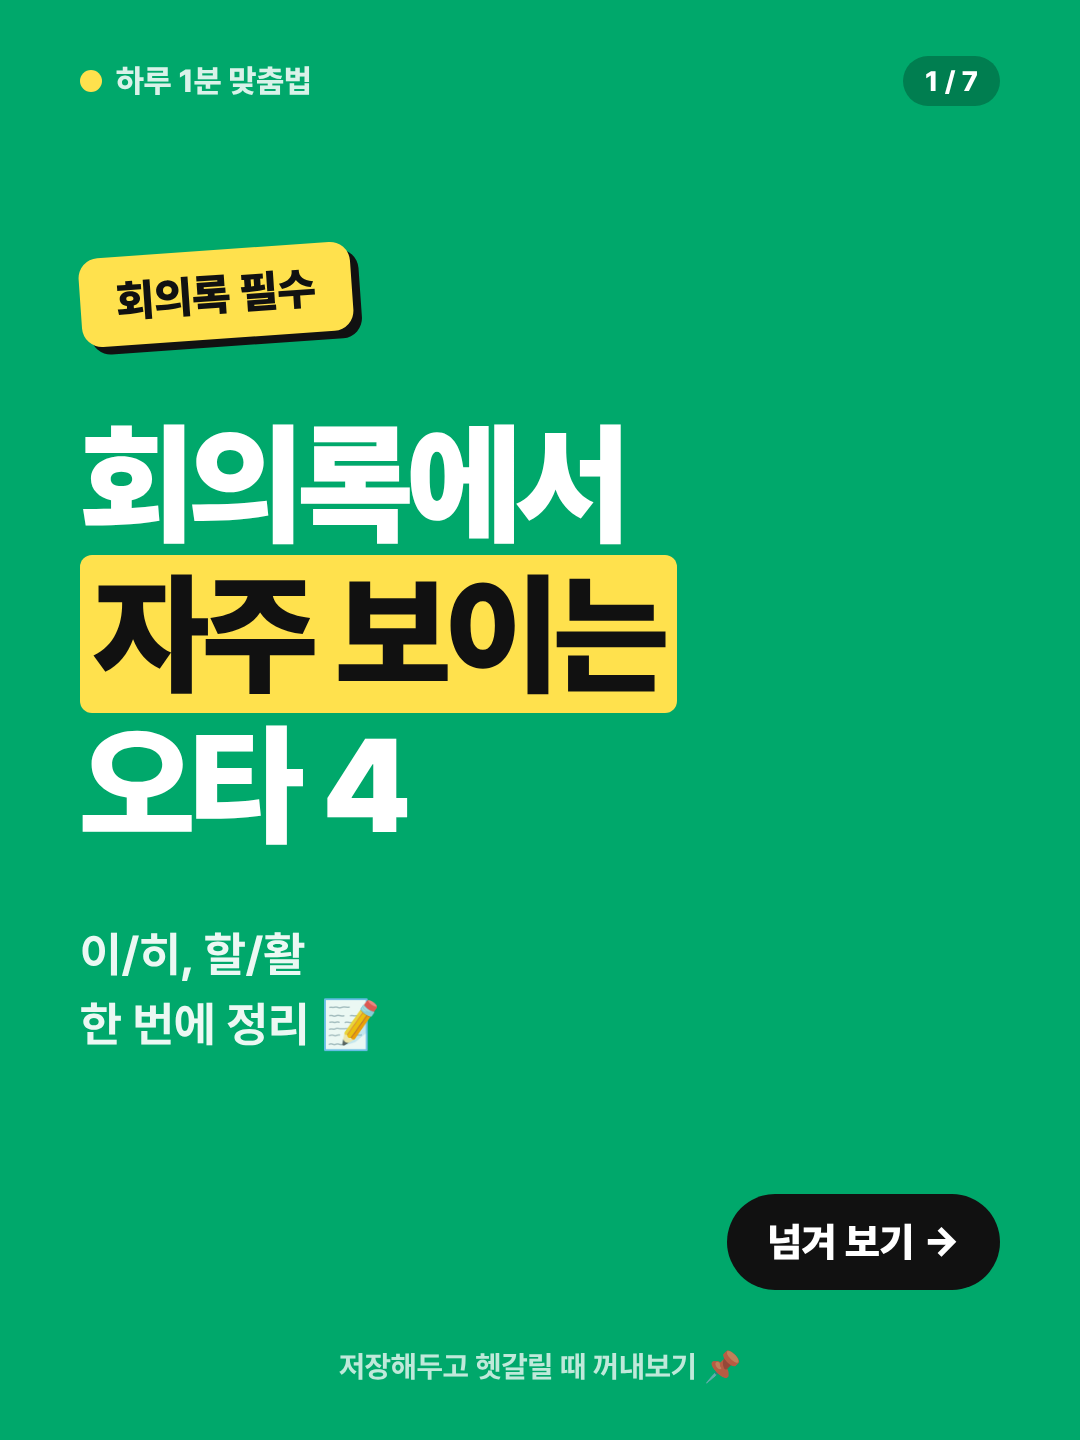 하루 1분 맞춤법
1 / 7
회의록 필수
회의록에서
자주 보이는
오타 4
이/히, 할/활
한 번에 정리 📝
넘겨 보기 →
저장해두고 헷갈릴 때 꺼내보기 📌